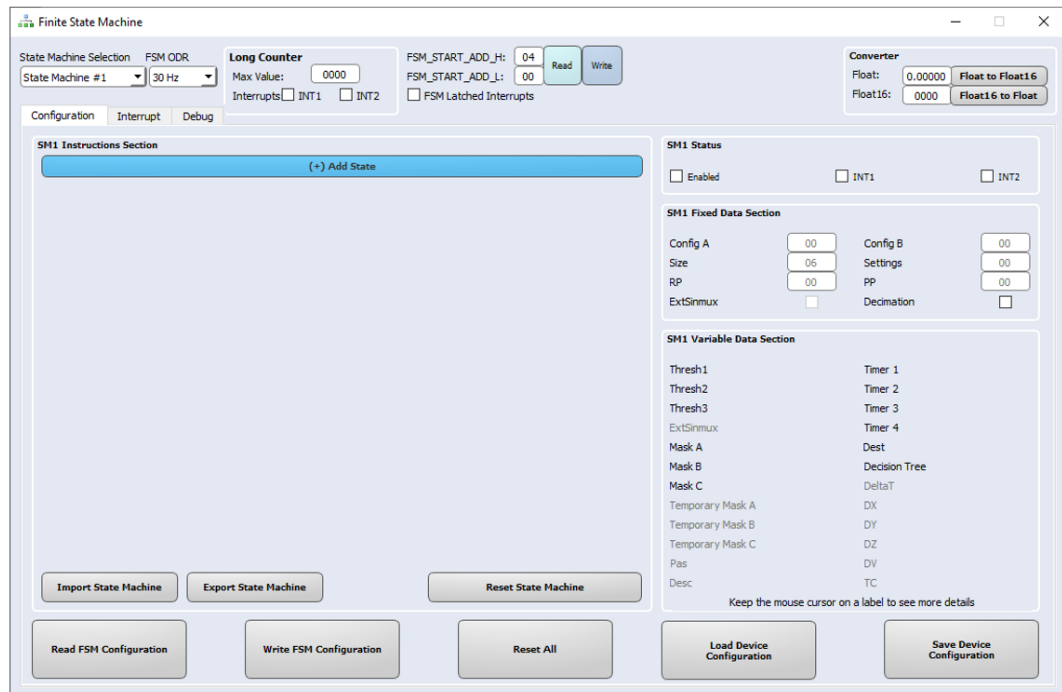 Finite State Machine
State Machine Selection FSM ODR
State Machine #1 30 Hz
Long Counter
Max Value: 0000
Interrupts INT1 INT2
FSM_START_ADD_H: 04
FSM_START_ADD_L: 00
Read Write
FSM Latched Interrupts
Converter
Float: 0.00000 Float to Float16
Float16: 0000 Float16 to Float
Configuration Interrupt Debug
SM1 Instructions Section
(+) Add State
Import State Machine Export State Machine Reset State Machine
SM1 Status
Enabled INT1 INT2
SM1 Fixed Data Section
Config A 00 Config B 00
Size 06 Settings 00
RP 00 PP 00
ExtSinmux Decimation
SM1 Variable Data Section
Thresh1 Timer 1
Thresh2 Timer 2
Thresh3 Timer 3
ExtSinmux Timer 4
Mask A Dest
Mask B Decision Tree
Mask C DeltaT
Temporary Mask A DX
Temporary Mask B DY
Temporary Mask C DZ
Pas DV
Desc TC
Keep the mouse cursor on a label to see more details
Read FSM Configuration Write FSM Configuration Reset All
Load Device
Configuration
Save Device
Configuration